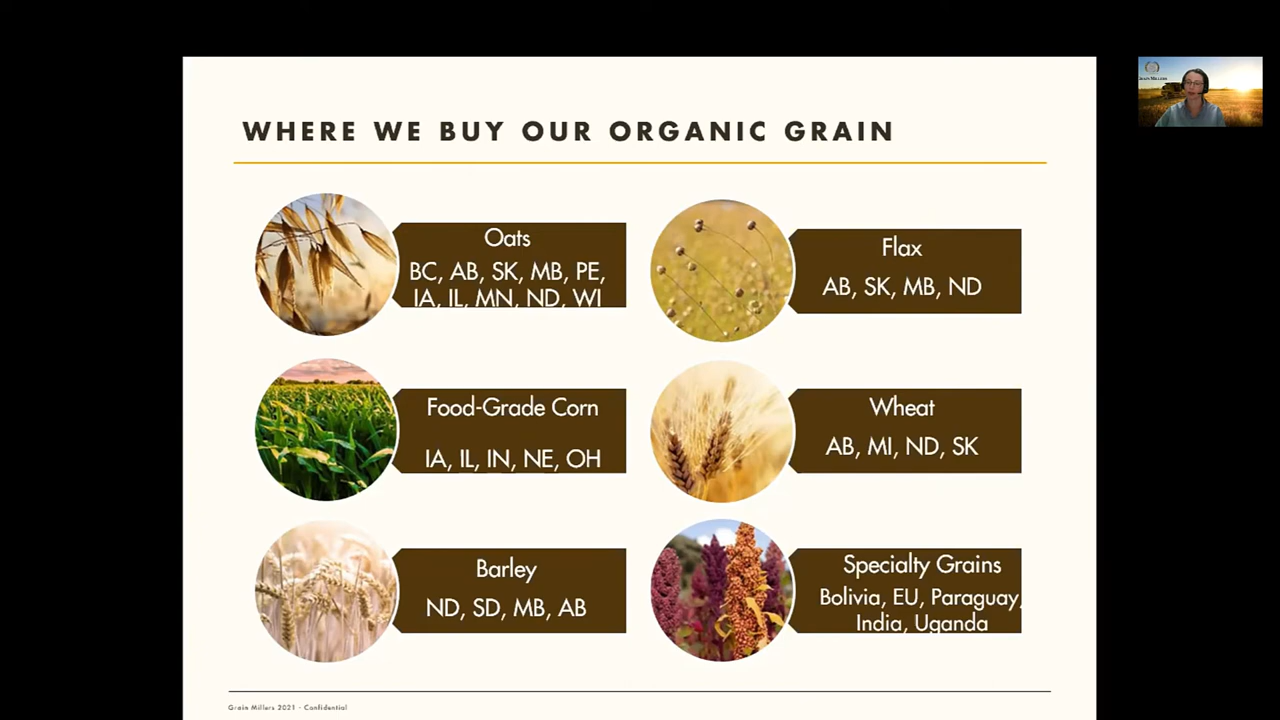 WHERE WE BUY OUR ORGANIC GRAIN
Oats
BC, AB, SK, MB, PE,
IA, IL, MN, ND, WI
Flax
AB, SK, MB, ND
Food-Grade Corn
IA, IL, IN, NE, OH
Wheat
AB, MI, ND, SK
Barley
ND, SD, MB, AB
Specialty Grains
Bolivia, EU, Paraguay,
India, Uganda
Grain Millers 2021 - Confidential